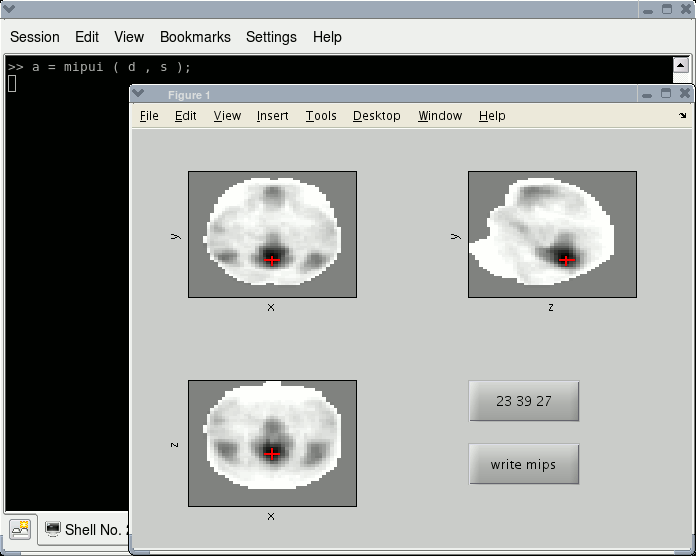 Session Edit View Bookmarks Settings Help
>> a = mipui ( d , s );
Figure 1
File Edit View Insert Tools Desktop Window Help
y
x
y
z
z
x
23 39 27
write mips
Shell No.